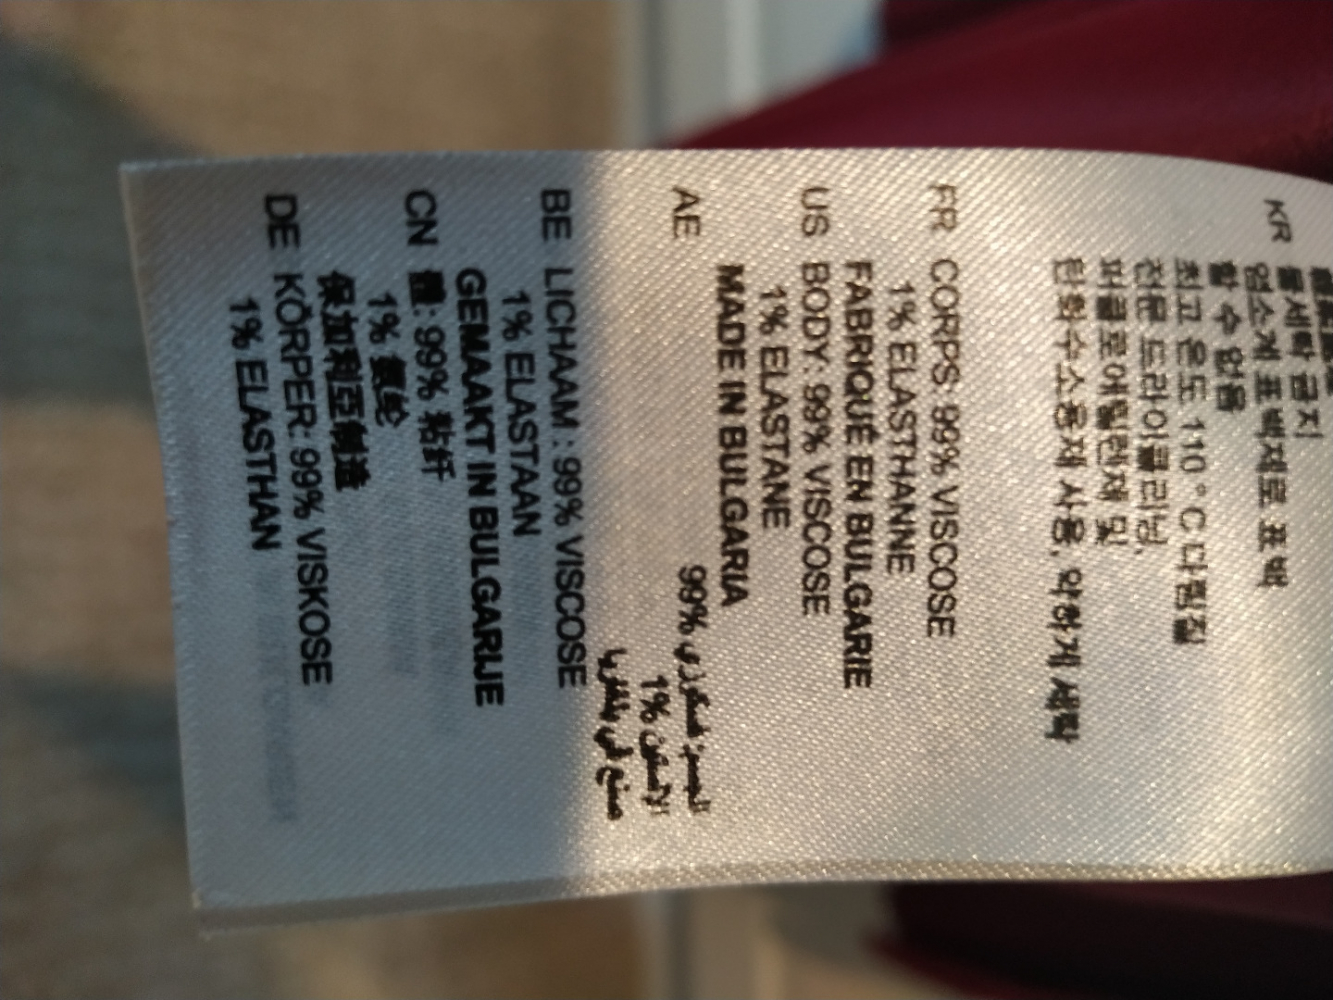 KR 물세탁 금지
염소계 표백제로 표백
할 수 없음
최고 온도 110°C 다림질
전문 드라이클리닝,
퍼클로로에틸렌제 및
탄화수소용제 사용, 약하게 세탁
FR CORPS: 99% VISCOSE
1% ELASTHANNE
FABRIQUÉ EN BULGARIE
US BODY: 99% VISCOSE
1% ELASTANE
MADE IN BULGARIA
AE 99%
1%
صنع في بلغاريا
BE LICHAAM : 99% VISCOSE
1% ELASTAAN
GEMAAKT IN BULGARIJE
CN 體: 99% 粘纤
1% 氨纶
保加利亞製造
DE KÖRPER: 99% VISKOSE
1% ELASTHAN